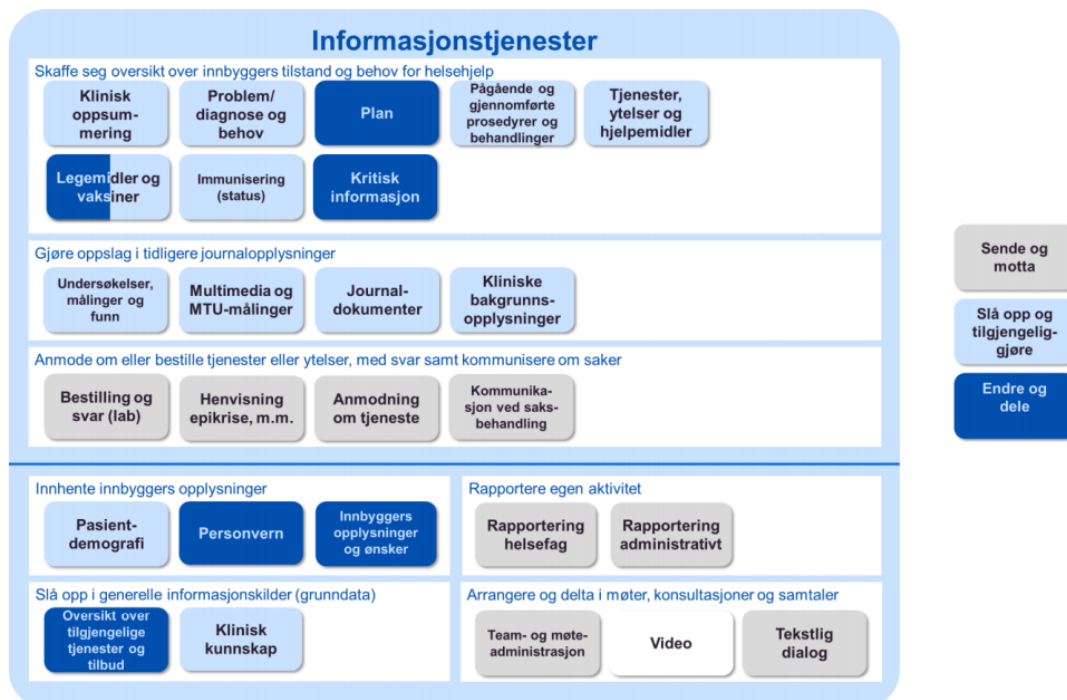 Informasjonstjenester
Skaffe seg oversikt over innbyggers tilstand og behov for helsehjelp
Klinisk
oppsum-
mering
Problem/
diagnose og
behov
Plan
Pågående og
gjennomførte
prosedyrer og
behandlinger
Tjenester,
ytelser og
hjelpemidler
Legemidler og
vaksiner
Immunisering
(status)
Kritisk
informasjon
Gjøre oppslag i tidligere journalopplysninger
Undersøkelser,
målinger og
funn
Multimedia og
MTU-målinger
Journal-
dokumenter
Kliniske
bakgrunns-
opplysninger
Anmode om eller bestille tjenester eller ytelser, med svar samt kommunisere om saker
Bestilling og
svar (lab)
Henvisning
epikrise, m.m.
Anmodning
om tjeneste
Kommunika-
sjon ved saks-
behandling
Innhente innbyggers opplysninger
Pasient-
demografi
Personvern
Innbyggers
opplysninger
og ønsker
Rapportere egen aktivitet
Rapportering
helsefag
Rapportering
administrativt
Slå opp i generelle informasjonskilder (grunndata)
Oversikt over
tilgjengelige
tjenester og
tilbud
Klinisk
kunnskap
Arrangere og delta i møter, konsultasjoner og samtaler
Team- og møte-
administrasjon
Video
Tekstlig
dialog
Sende og
motta
Slå opp og
tilgjengelig-
gjøre
Endre og
dele